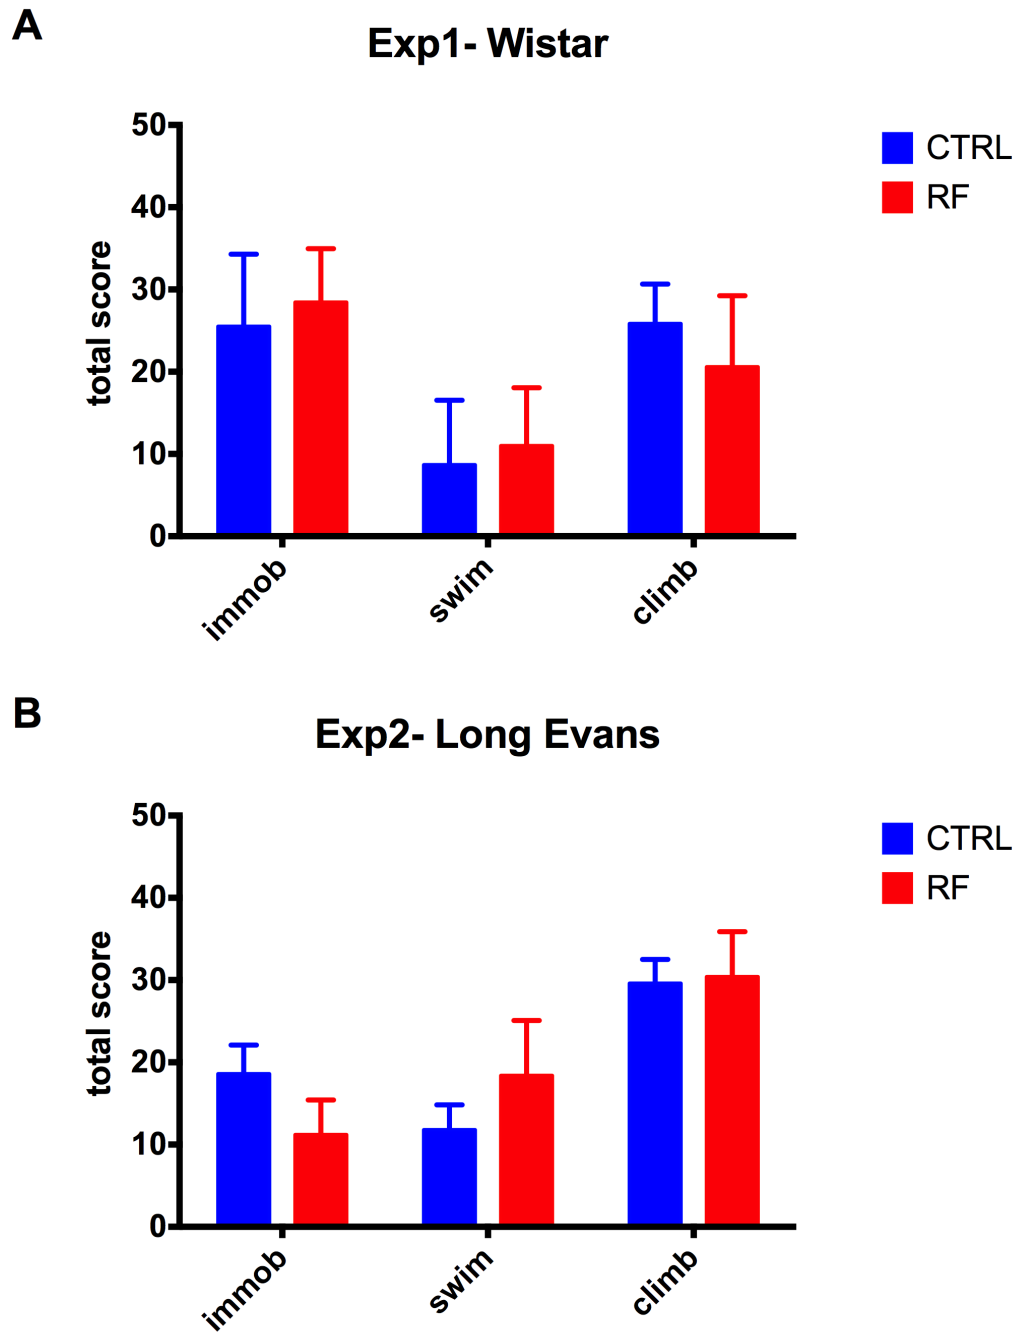 A
Exp1- Wistar
50
40
30
20
10
0
total score
immob
swim
climb
CTRL
RF
B
Exp2- Long Evans
50
40
30
20
10
0
total score
immob
swim
climb
CTRL
RF